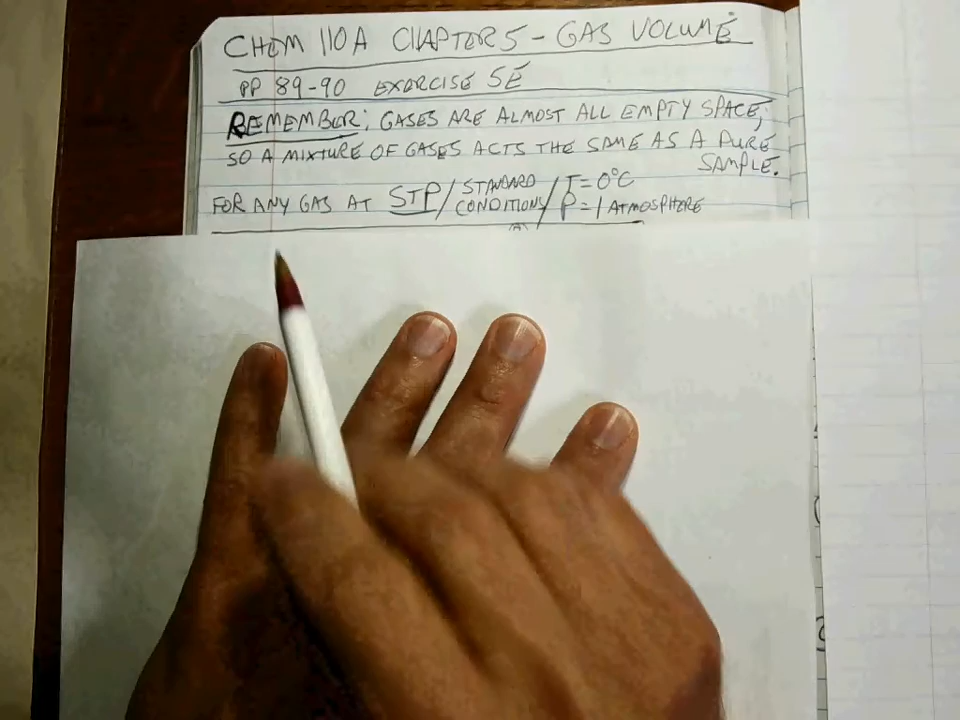 CHEM 110A CHAPTER 5 - GAS VOLUME
PP 89-90 EXERCISE 5E
REMEMBER: GASES ARE ALMOST ALL EMPTY SPACE,
SO A MIXTURE OF GASES ACTS THE SAME AS A PURE
SAMPLE.
FOR ANY GAS AT STP / STANDARD CONDITIONS / T = 0°C
P = 1 ATMOSPHERE